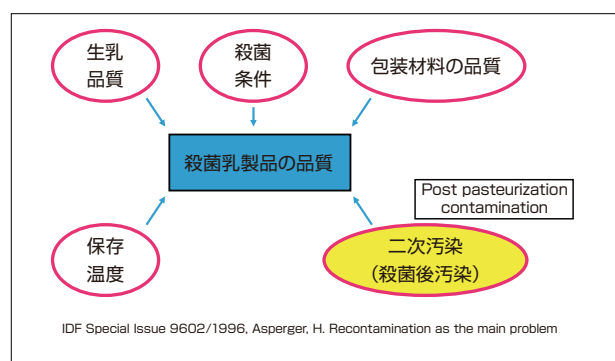 生乳
品質
殺菌
条件
包装材料の品質
殺菌乳製品の品質
Post pasteurization
contamination
保存
温度
二次汚染
（殺菌後汚染）
IDF Special Issue 9602/1996, Asperger, H. Recontamination as the main problem